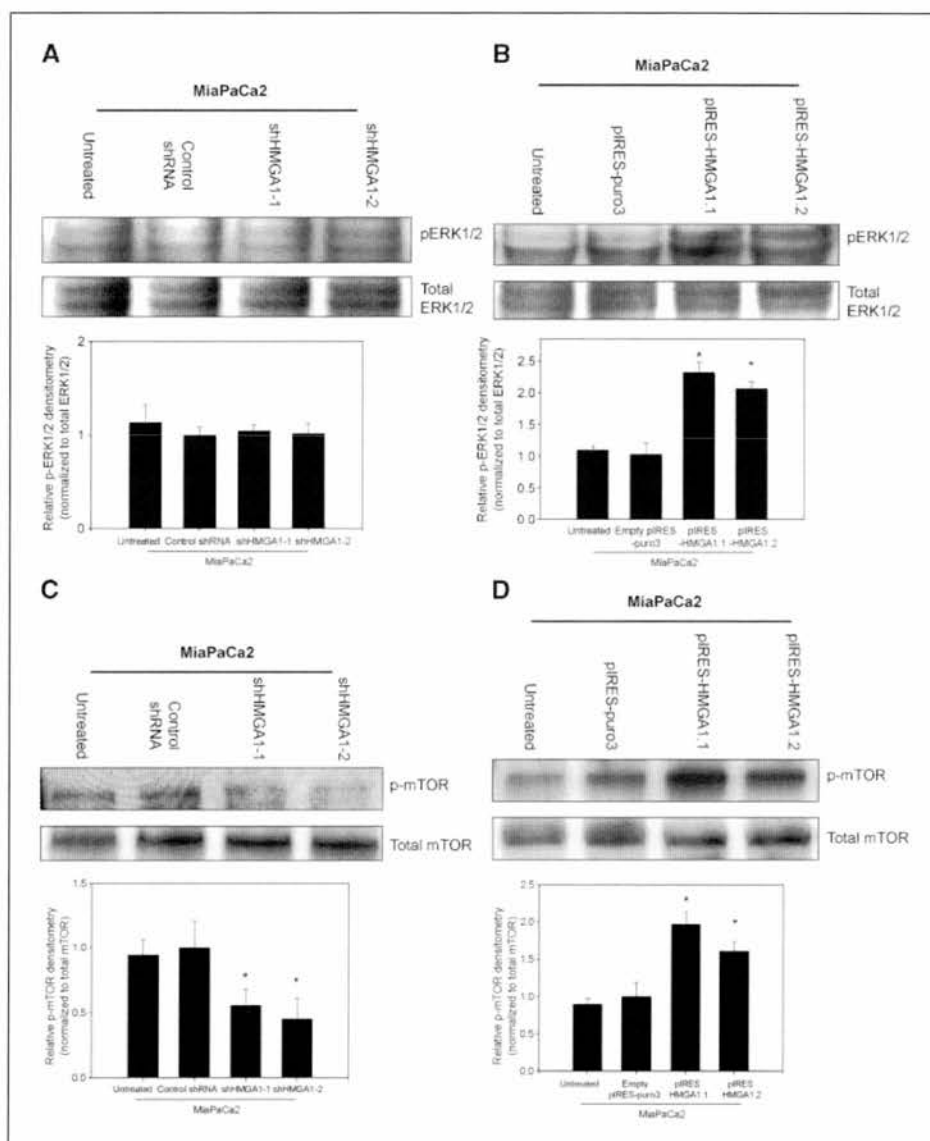 A
MiaPaCa2
Untreated
Control
shRNA
shHMGA1-1
shHMGA1-2
pERK1/2
Total
ERK1/2
Relative p-ERK1/2 densitometry
(normalized to total ERK1/2)
2
1
0
Untreated Control shRNA shHMGA1-1 shHMGA1-2
MiaPaCa2
B
MiaPaCa2
Untreated
pIRES-puro3
pIRES-HMGA1.1
pIRES-HMGA1.2
pERK1/2
Total
ERK1/2
Relative p-ERK1/2 densitometry
(normalized to total ERK1/2)
2.5
2.0
1.5
1.0
0.5
0.0
* *
Untreated Empty pIRES pIRES pIRES
-puro3 -HMGA1.1 -HMGA1.2
MiaPaCa2
C
MiaPaCa2
Untreated
Control
shRNA
shHMGA1-1
shHMGA1-2
p-mTOR
Total mTOR
Relative p-mTOR densitometry
(normalized to total mTOR)
1.5
1.0
0.5
0.0
* *
Untreated Control shRNA shHMGA1-1 shHMGA1-2
MiaPaCa2
D
MiaPaCa2
Untreated
pIRES-puro3
pIRES-HMGA1.1
pIRES-HMGA1.2
p-mTOR
Total mTOR
Relative p-mTOR densitometry
(normalized to total mTOR)
2.5
2.0
1.5
1.0
0.5
0.0
* *
Untreated Empty pIRES pIRES
pIRES-puro3 HMGA1.1 HMGA1.2
MiaPaCa2